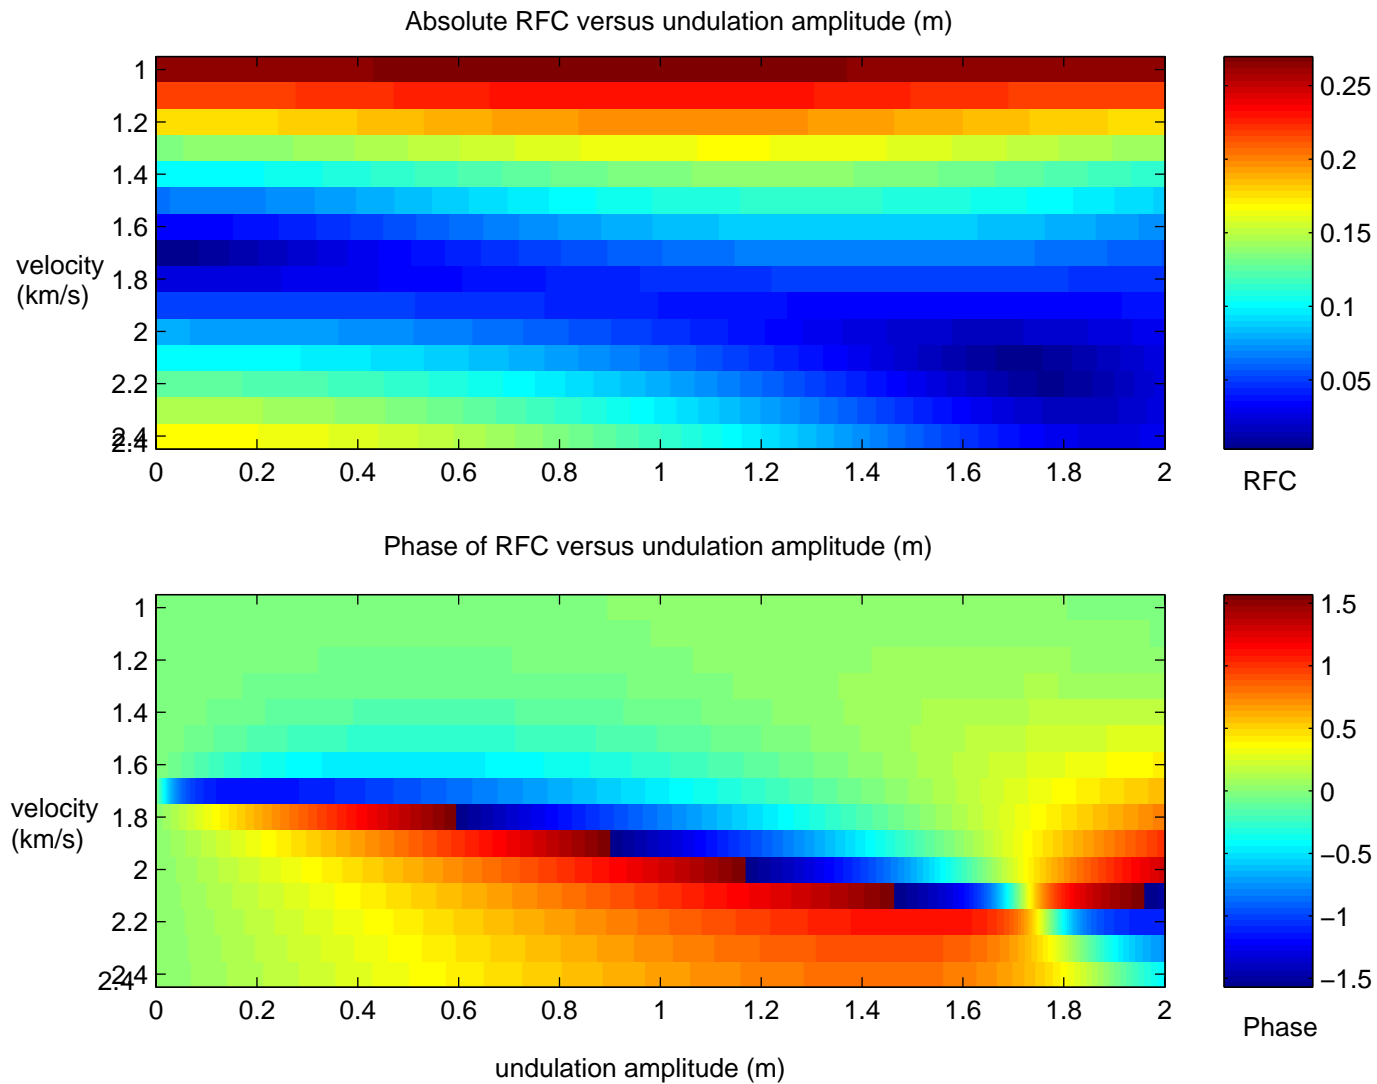 Absolute RFC versus undulation amplitude (m)
1
1.2
1.4
1.6
1.8
2
2.2
2.4
2.4
velocity
(km/s)
0 0.2 0.4 0.6 0.8 1 1.2 1.4 1.6 1.8 2
0.25
0.2
0.15
0.1
0.05
RFC
Phase of RFC versus undulation amplitude (m)
1
1.2
1.4
1.6
1.8
2
2.2
2.4
2.4
velocity
(km/s)
0 0.2 0.4 0.6 0.8 1 1.2 1.4 1.6 1.8 2
1.5
1
0.5
0
−0.5
−1
−1.5
Phase
undulation amplitude (m)